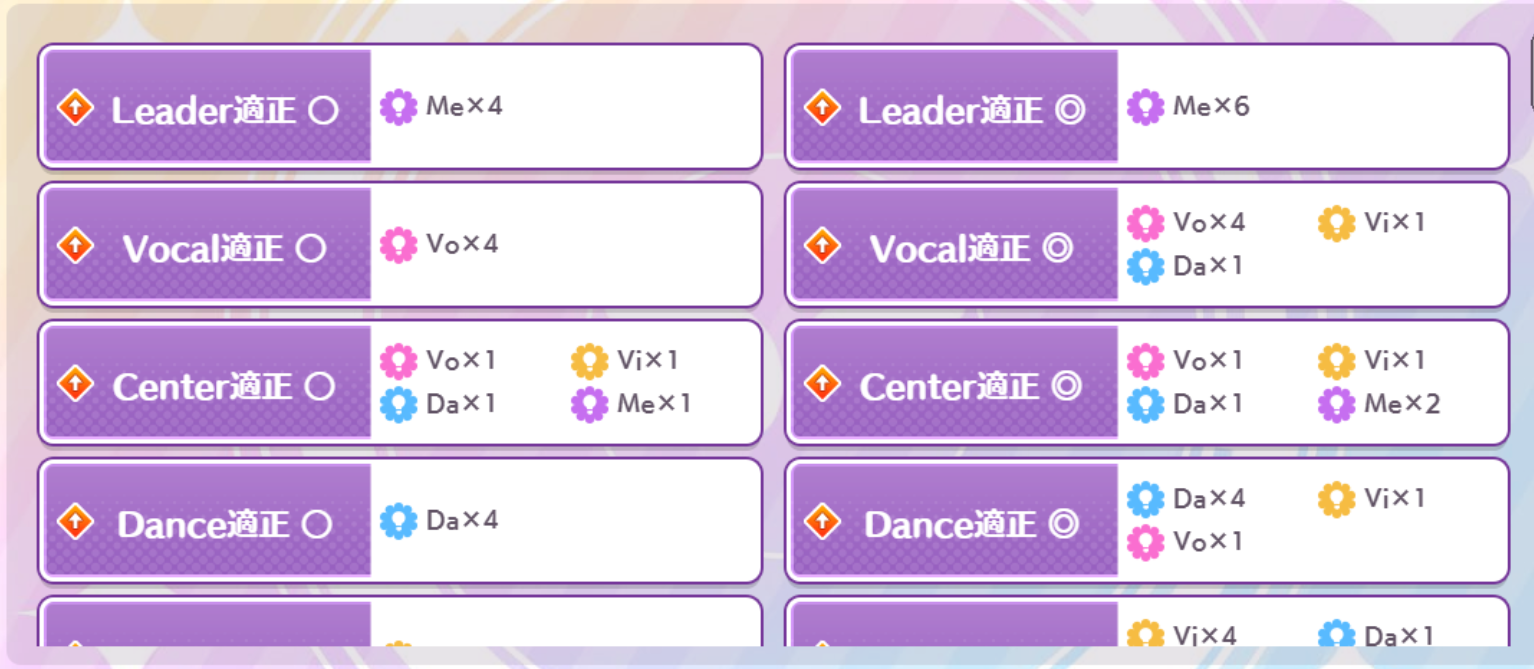 Leader適正 ○
Me×4
Leader適正 ◎
Me×6
Vocal適正 ○
Vo×4
Vocal適正 ◎
Vo×4 Vi×1
Da×1
Center適正 ○
Vo×1 Vi×1
Da×1 Me×1
Center適正 ◎
Vo×1 Vi×1
Da×1 Me×2
Dance適正 ○
Da×4
Dance適正 ◎
Da×4 Vi×1
Vo×1
Vi×4 Da×1